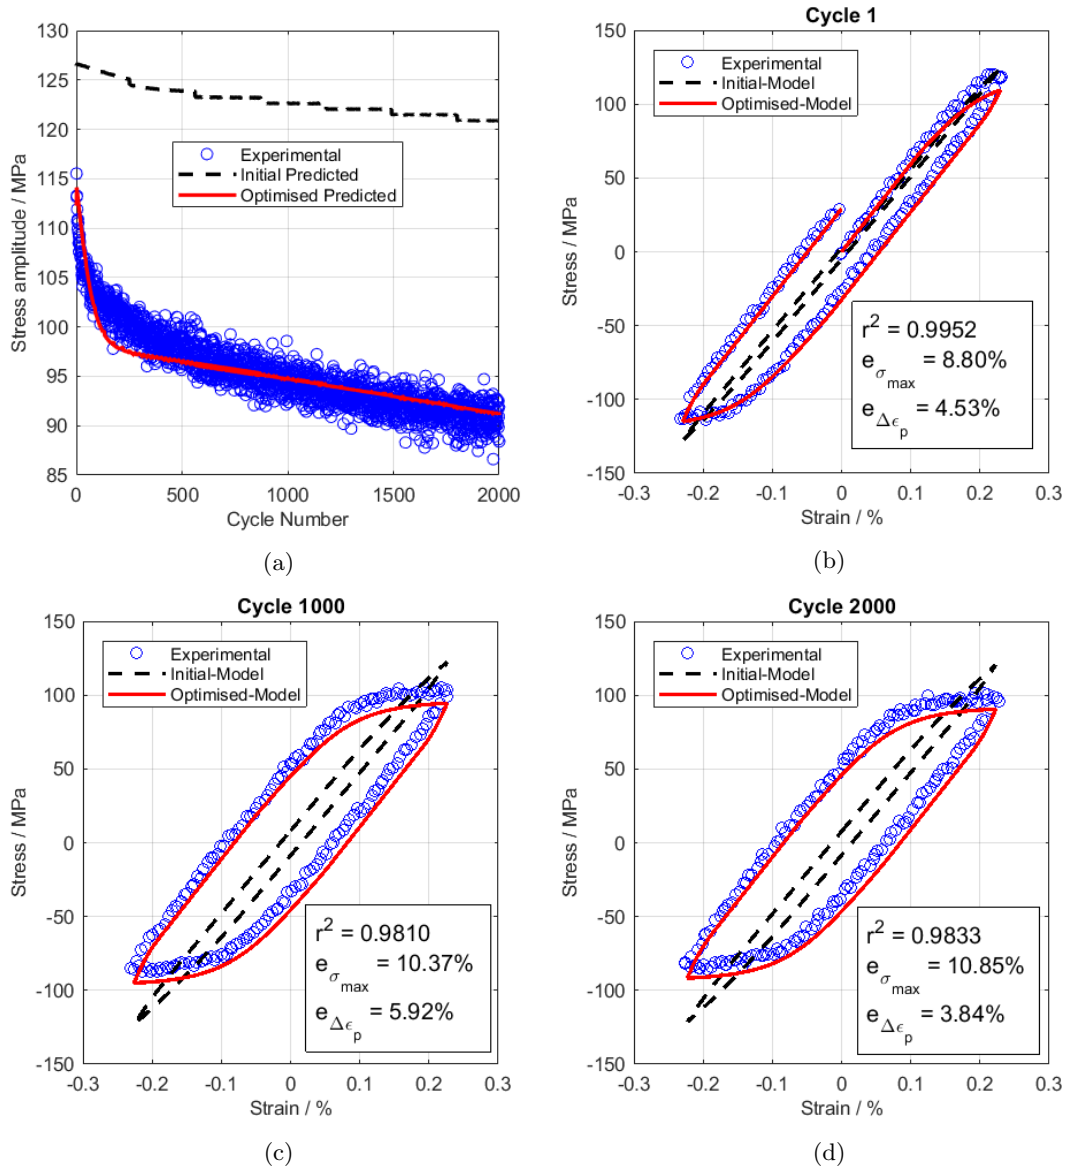 130
125
120
115
110
105
100
95
90
85
Stress amplitude / MPa
Experimental
Initial Predicted
Optimised Predicted
0
500
1000
1500
2000
Cycle Number
(a)
Cycle 1
150
100
50
0
-50
-100
-150
Stress / MPa
Experimental
Initial-Model
Optimised-Model
r² = 0.9952
e_σ_max = 8.80%
e_Δϵ_p = 4.53%
-0.3
-0.2
-0.1
0
0.1
0.2
0.3
Strain / %
(b)
Cycle 1000
150
100
50
0
-50
-100
-150
Stress / MPa
Experimental
Initial-Model
Optimised-Model
r² = 0.9810
e_σ_max = 10.37%
e_Δϵ_p = 5.92%
-0.3
-0.2
-0.1
0
0.1
0.2
0.3
Strain / %
(c)
Cycle 2000
150
100
50
0
-50
-100
-150
Stress / MPa
Experimental
Initial-Model
Optimised-Model
r² = 0.9833
e_σ_max = 10.85%
e_Δϵ_p = 3.84%
-0.3
-0.2
-0.1
0
0.1
0.2
0.3
Strain / %
(d)